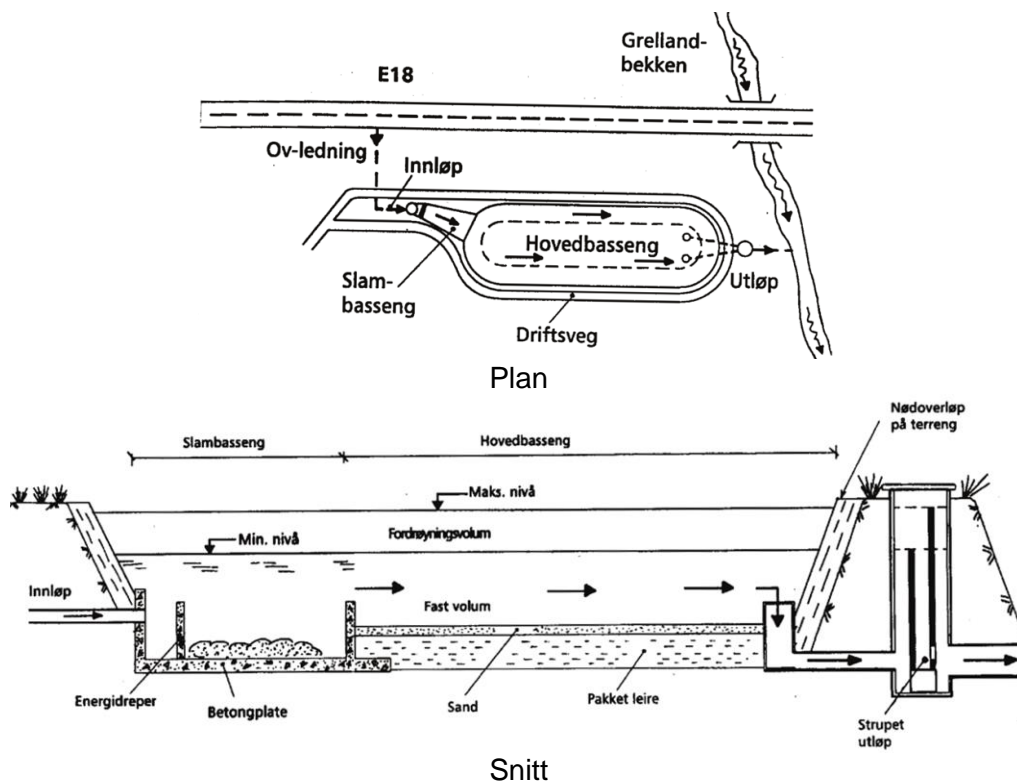 Grelland-
bekken
E18
Ov-ledning
Innløp
Hovedbasseng
Slam-
basseng
Utløp
Driftsveg
Plan
Nødoverløp
på terreng
Slambasseng
Hovedbasseng
Maks. nivå
Min. nivå
Fordrøyningsvolum
Innløp
Fast volum
Energidreper
Betongplate
Sand
Pakket leire
Strupet
utløp
Snitt